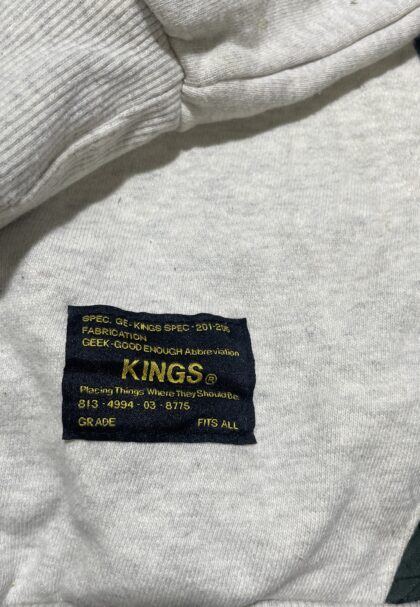 SPEC. GE-KINGS SPEC - 201-206
FABRICATION
GEEK-GOOD ENOUGH Abbreviation
KINGS®
Placing Things Where They Should Be
813 - 4994 - 03 - 8775
GRADE FITS ALL